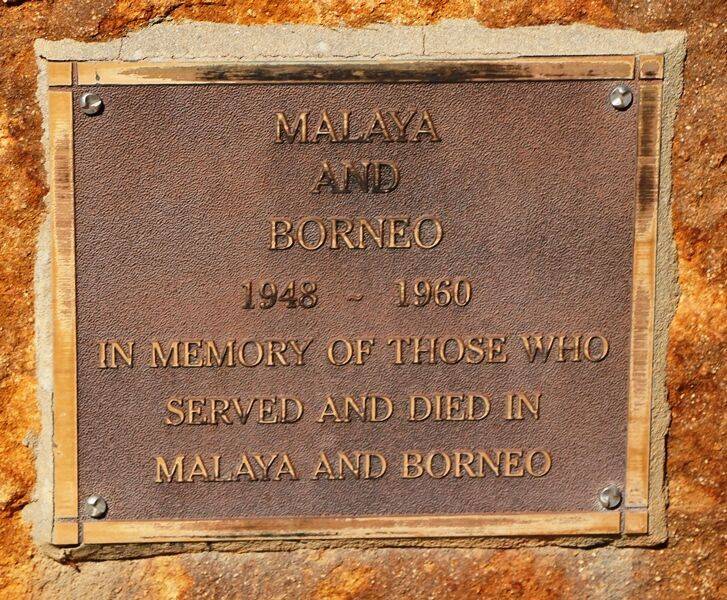 MALAYA
AND
BORNEO
1948 ~ 1960
IN MEMORY OF THOSE WHO
SERVED AND DIED IN
MALAYA AND BORNEO